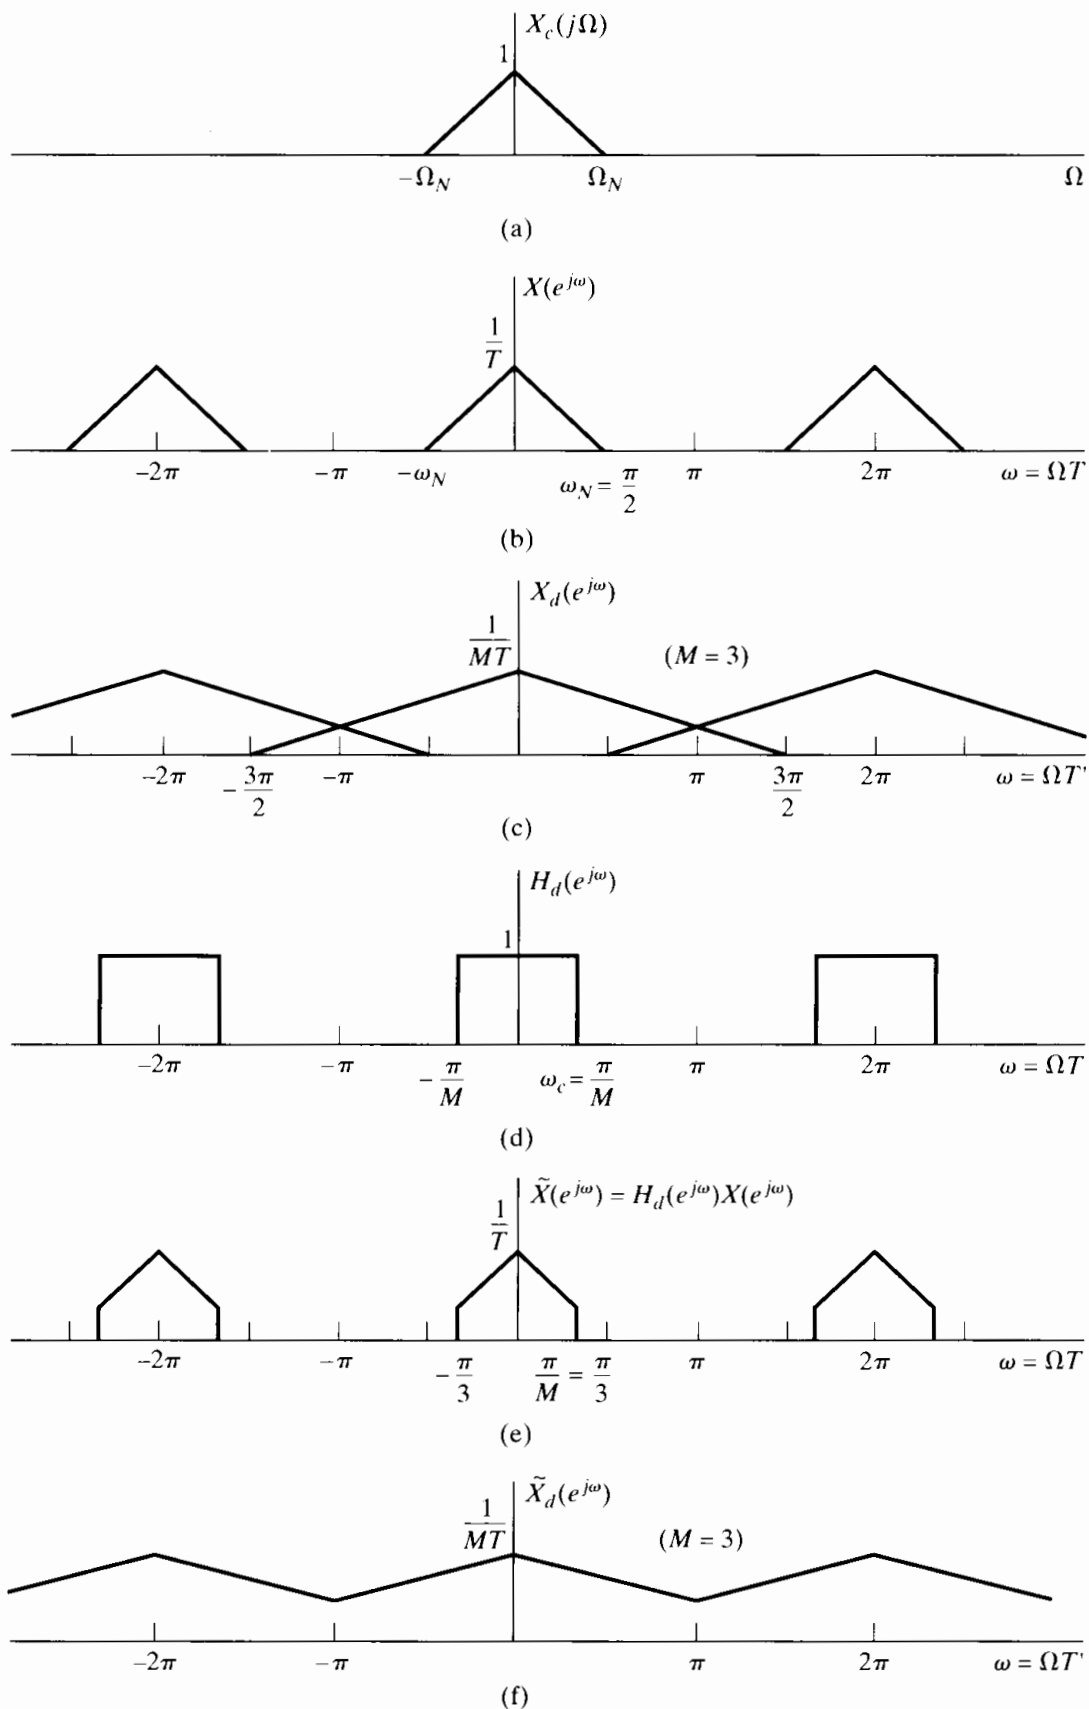 X_c(jΩ)
1
−Ω_N
Ω_N
Ω
(a)
X(e^{jω})
1/T
−2π
−π
−ω_N
ω_N = π/2
π
2π
ω = ΩT
(b)
X_d(e^{jω})
1/MT
(M = 3)
−2π
−3π/2
−π
π
3π/2
2π
ω = ΩT'
(c)
H_d(e^{jω})
1
−2π
−π
−π/M
ω_c = π/M
π
2π
ω = ΩT
(d)
X̃(e^{jω}) = H_d(e^{jω})X(e^{jω})
1/T
−2π
−π
−π/3
π/M = π/3
π
2π
ω = ΩT
(e)
X̃_d(e^{jω})
1/MT
(M = 3)
−2π
−π
π
2π
ω = ΩT'
(f)